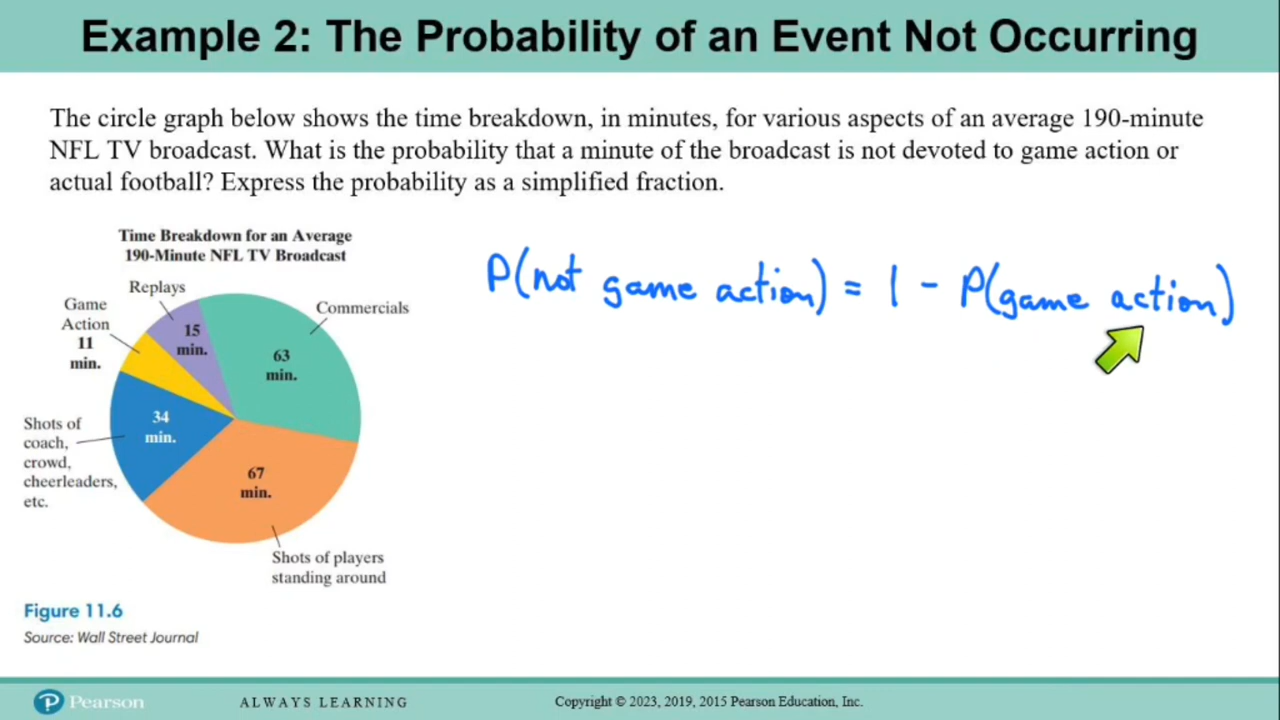 Example 2: The Probability of an Event Not Occurring
The circle graph below shows the time breakdown, in minutes, for various aspects of an average 190-minute
NFL TV broadcast. What is the probability that a minute of the broadcast is not devoted to game action or
actual football? Express the probability as a simplified fraction.
Time Breakdown for an Average
190-Minute NFL TV Broadcast
P(not game action) = 1 - P(game action)
Replays
Game
Action
11
min.
15
min.
Commercials
63
min.
34
min.
Shots of
coach,
crowd,
cheerleaders,
etc.
67
min.
Shots of players
standing around
Figure 11.6
Source: Wall Street Journal
P Pearson
ALWAYS LEARNING
Copyright © 2023, 2019, 2015 Pearson Education, Inc.